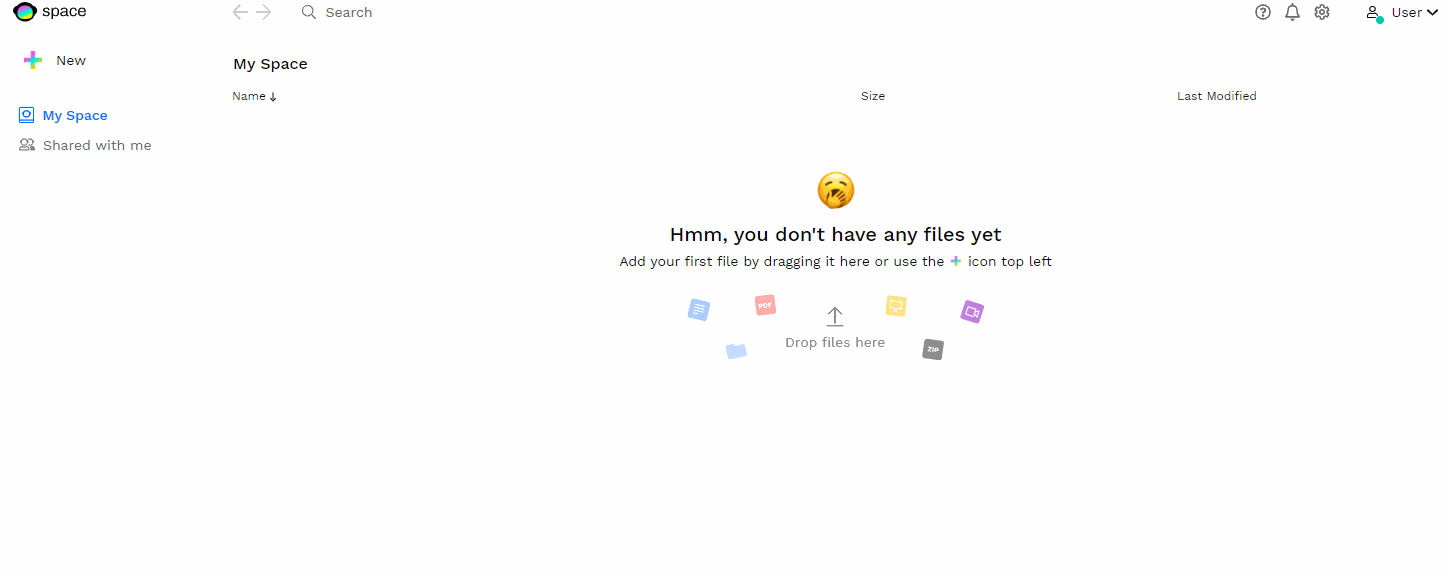 space
Search
User
New
My Space
Shared with me
My Space
Name
Size
Last Modified
Hmm, you don't have any files yet
Add your first file by dragging it here or use the icon top left
PDF
Drop files here
ZIP